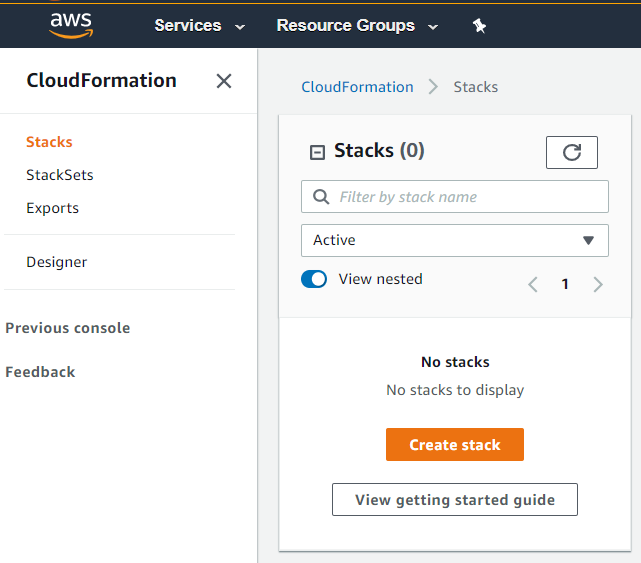 aws
Services
Resource Groups
CloudFormation
Stacks
StackSets
Exports
Designer
Previous console
Feedback
CloudFormation > Stacks
Stacks (0)
Filter by stack name
Active
View nested
1
No stacks
No stacks to display
Create stack
View getting started guide